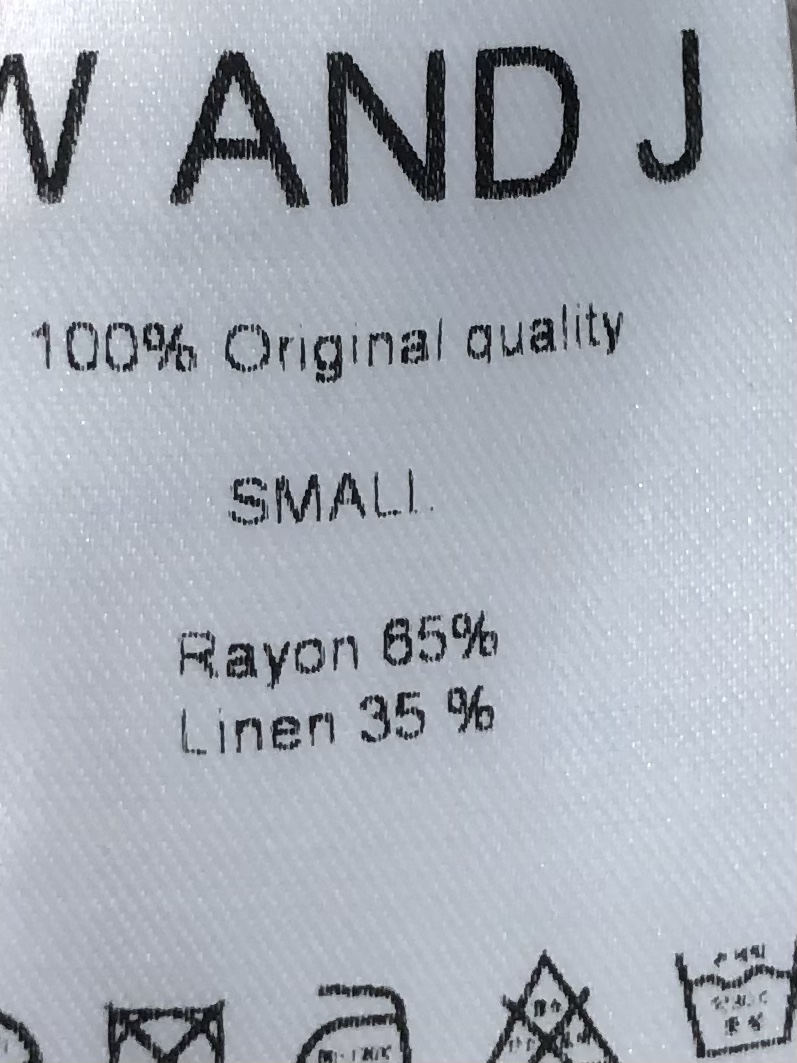 W AND J
100% Original quality
SMALL
Rayon 65%
Linen 35 %